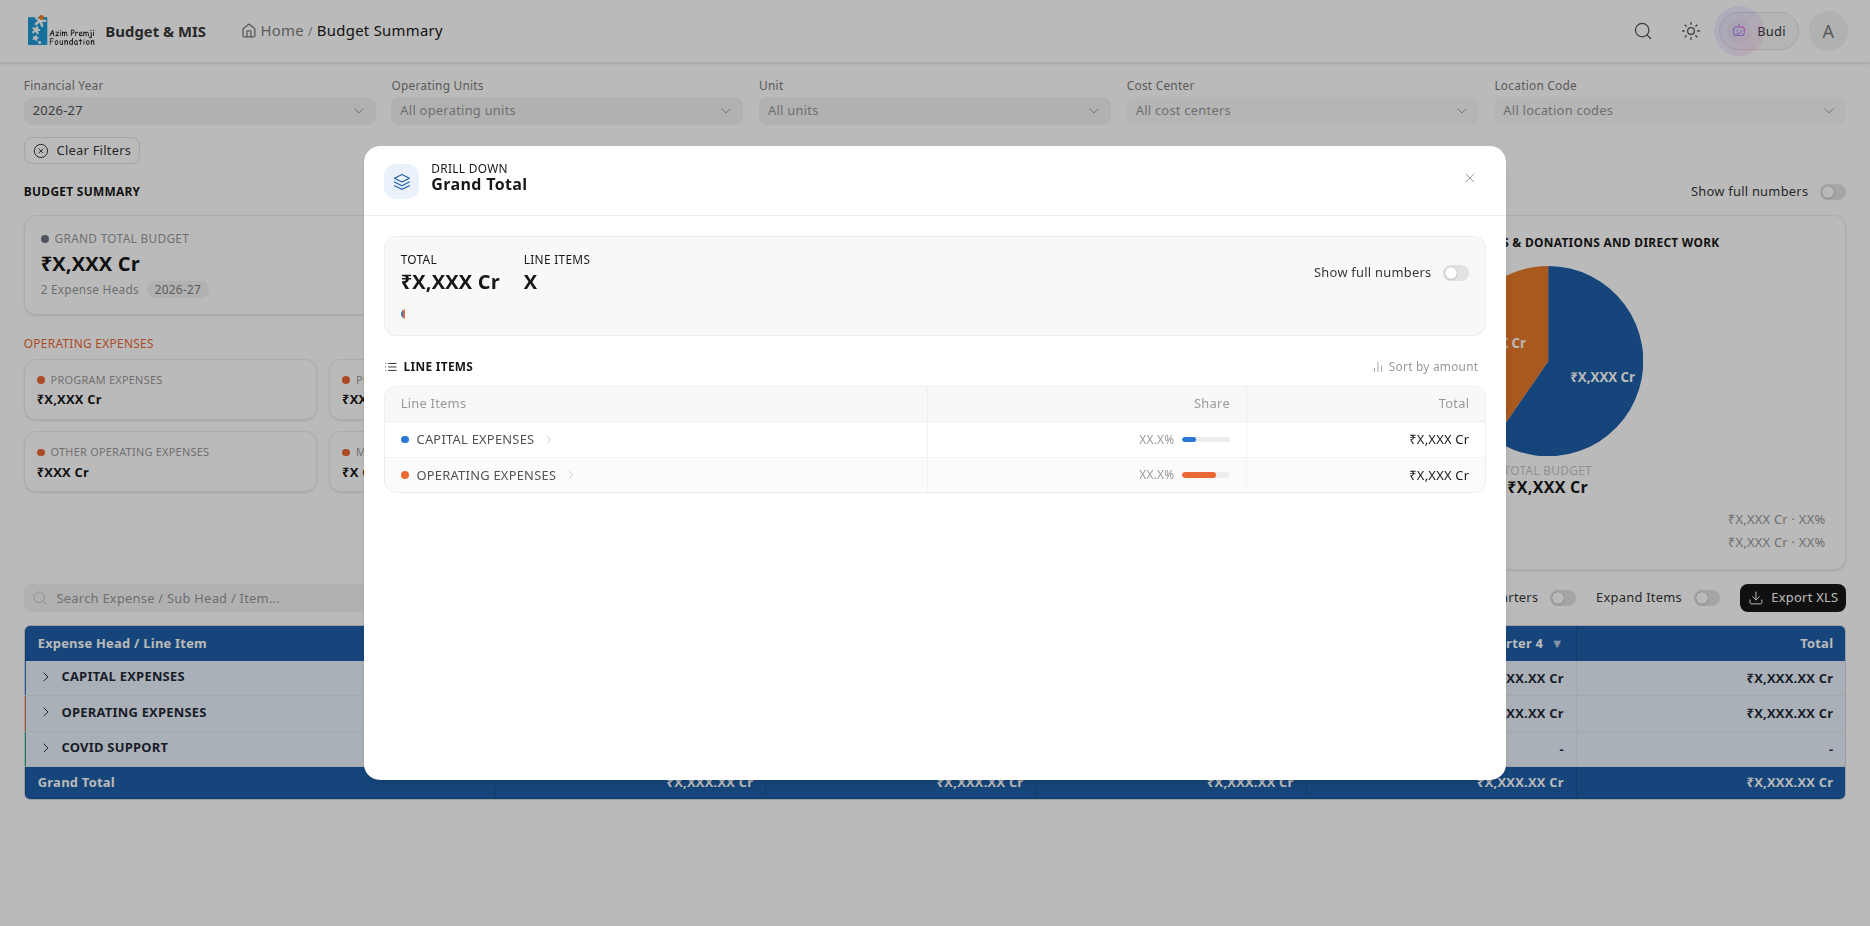 Azim Premji
Foundation
Budget & MIS
Home / Budget Summary
Budi
A
Financial Year
2026-27
Operating Units
All operating units
Unit
All units
Cost Center
All cost centers
Location Code
All location codes
Clear Filters
BUDGET SUMMARY
Show full numbers
GRAND TOTAL BUDGET
₹X,XXX Cr
2 Expense Heads 2026-27
OPERATING EXPENSES
PROGRAM EXPENSES
₹X,XXX Cr
OTHER OPERATING EXPENSES
₹XXX Cr
DRILL DOWN
Grand Total
TOTAL
₹X,XXX Cr
LINE ITEMS
X
Show full numbers
LINE ITEMS
Sort by amount
Line Items Share Total
CAPITAL EXPENSES XX.X% ₹X,XXX Cr
OPERATING EXPENSES XX.X% ₹X,XXX Cr
& DONATIONS AND DIRECT WORK
Cr
₹X,XXX Cr
TOTAL BUDGET
₹X,XXX Cr
₹X,XXX Cr · XX%
₹X,XXX Cr · XX%
Search Expense / Sub Head / Item...
Expand Items
Export XLS
Expense Head / Line Item rter 4 ▼ Total
CAPITAL EXPENSES XX.XX Cr ₹X,XXX.XX Cr
OPERATING EXPENSES XX.XX Cr ₹X,XXX.XX Cr
COVID SUPPORT - -
Grand Total ₹X,XXX.XX Cr ₹X,XXX.XX Cr ₹X,XXX.XX Cr ₹X,XXX.XX Cr ₹X,XXX.XX Cr